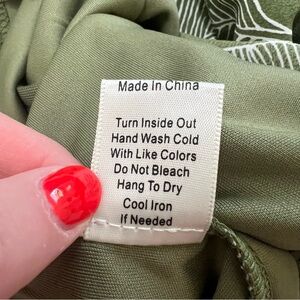 Made In China
Turn Inside Out
Hand Wash Cold
With Like Colors
Do Not Bleach
Hang To Dry
Cool Iron
If Needed